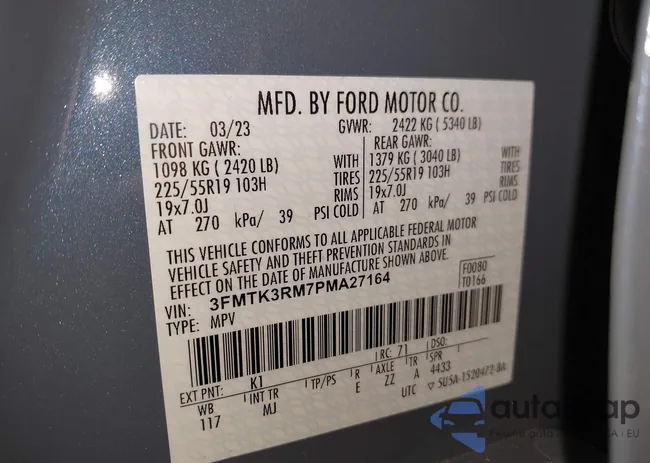 MFD. BY FORD MOTOR CO.
DATE: 03/23 GVWR: 2422 KG ( 5340 LB)
FRONT GAWR: REAR GAWR:
1098 KG ( 2420 LB) WITH 1379 KG ( 3040 LB) WITH
225/55R19 103H TIRES 225/55R19 103H TIRES
19x7.0J RIMS 19x7.0J RIMS
AT 270 kPa/ 39 PSI COLD AT 270 kPa/ 39 PSI COLD
THIS VEHICLE CONFORMS TO ALL APPLICABLE FEDERAL MOTOR
VEHICLE SAFETY AND THEFT PREVENTION STANDARDS IN
EFFECT ON THE DATE OF MANUFACTURE SHOWN ABOVE.
VIN: 3FMTK3RM7PMA27164 F0080
TYPE: MPV T0166
EXT PNT: K1 RC: 71 DSO:
WB INT TR TP/PS R AXLE TR SPR
117 MJ E ZZ A 4433
UTC SU5A-1520472-BA